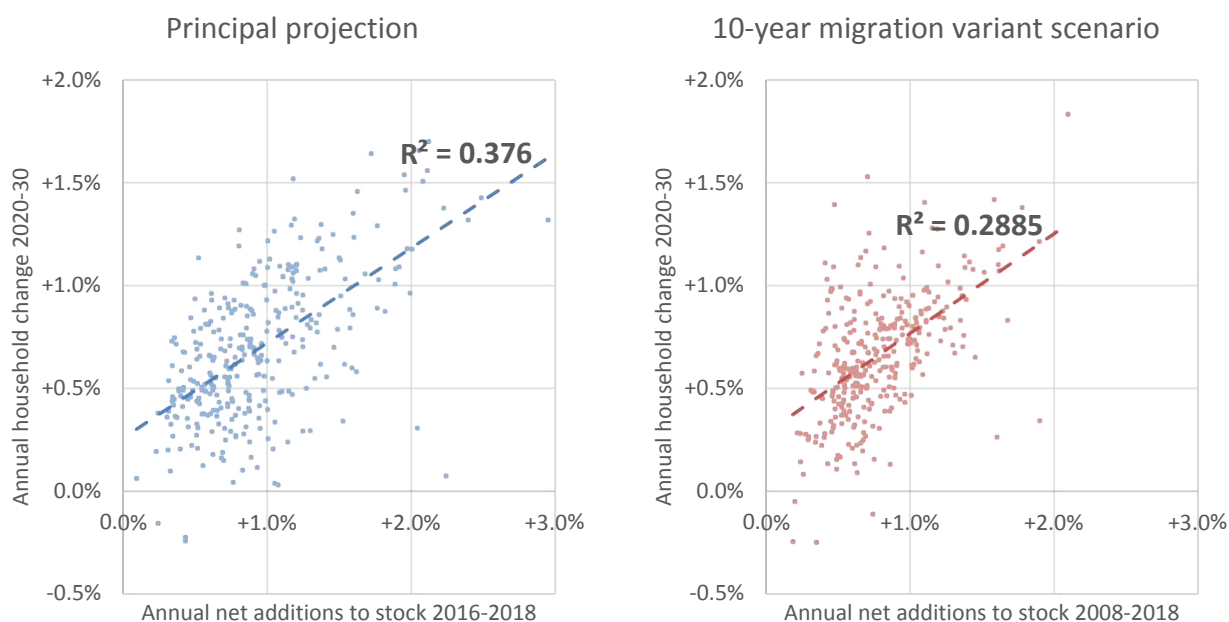 Principal projection
+2.0%
+1.5%
+1.0%
+0.5%
0.0%
-0.5%
Annual household change 2020-30
R² = 0.376
0.0%
+1.0%
+2.0%
+3.0%
Annual net additions to stock 2016-2018
10-year migration variant scenario
+2.0%
+1.5%
+1.0%
+0.5%
0.0%
-0.5%
Annual household change 2020-30
R² = 0.2885
0.0%
+1.0%
+2.0%
+3.0%
Annual net additions to stock 2008-2018